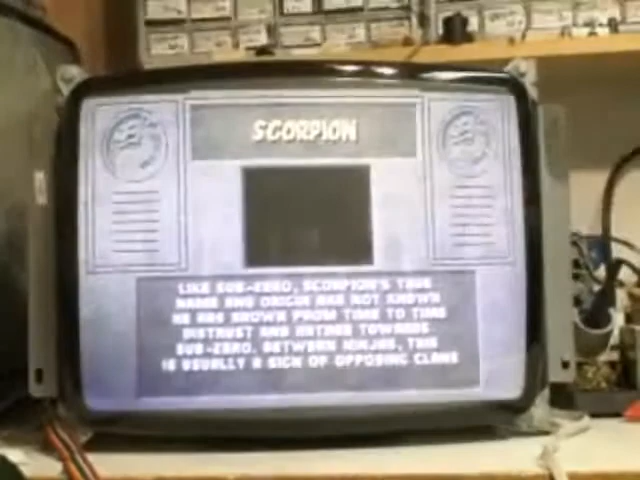 SCORPION
LIKE SUB-ZERO, SCORPION'S TRUE
NAME AND ORIGIN ARE NOT KNOWN
HE HAS SHOWN FROM TIME TO TIME
DISTRUST AND HATRED TOWARDS
SUB-ZERO. BETWEEN NINJAS, THIS
IS USUALLY A SIGN OF OPPOSING CLANS